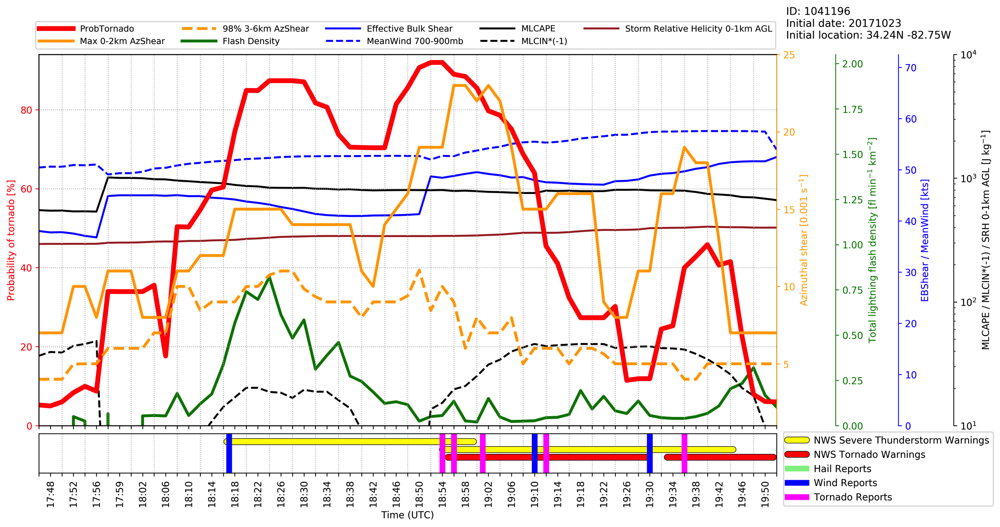 ID: 1041196
Initial date: 20171023
Initial location: 34.24N -82.75W
ProbTornado
98% 3-6km AzShear
Effective Bulk Shear
MLCAPE
Storm Relative Helicity 0-1km AGL
Max 0-2km AzShear
Flash Density
MeanWind 700-900mb
MLCIN*(-1)
Probability of tornado [%]
80
60
40
20
0
25
20
15
10
5
Azimuthal shear [0.001 s⁻¹]
2.00
1.75
1.50
1.25
1.00
0.75
0.50
0.25
0.00
Total lightning flash density [fl min⁻¹ km⁻²]
70
60
50
40
30
20
10
0
EBShear / MeanWind [kts]
10⁴
10³
10²
10¹
MLCAPE / MLCIN*(-1) / SRH 0-1km AGL [J kg⁻¹]
NWS Severe Thunderstorm Warnings
NWS Tornado Warnings
Hail Reports
Wind Reports
Tornado Reports
17:48
17:52
17:56
17:59
18:02
18:06
18:10
18:14
18:18
18:22
18:26
18:30
18:34
18:38
18:42
18:46
18:50
18:54
18:58
19:02
19:06
19:10
19:14
19:18
19:22
19:26
19:30
19:34
19:38
19:42
19:46
19:50
Time (UTC)